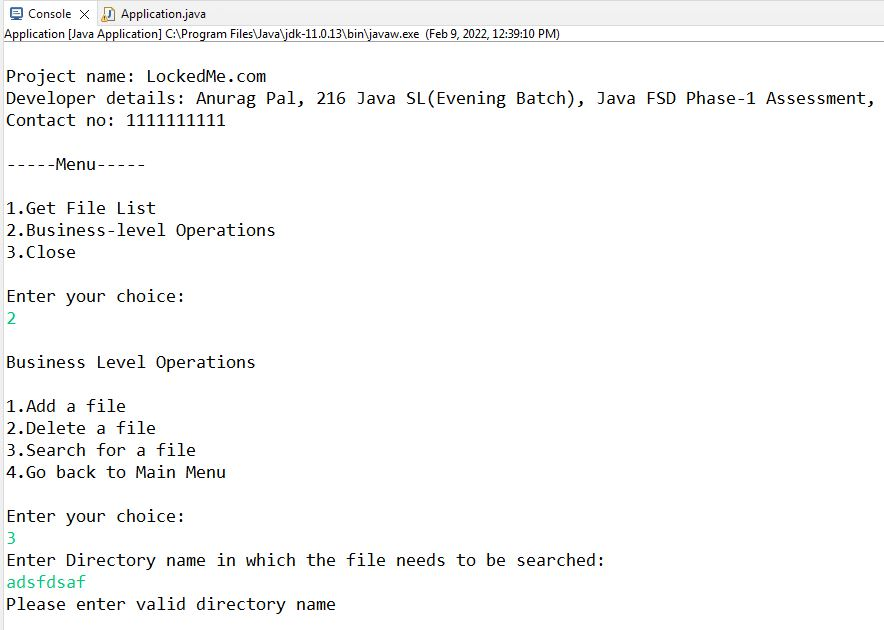 Console
Application.java
Application [Java Application] C:\Program Files\Java\jdk-11.0.13\bin\javaw.exe (Feb 9, 2022, 12:39:10 PM)
Project name: LockedMe.com
Developer details: Anurag Pal, 216 Java SL(Evening Batch), Java FSD Phase-1 Assessment,
Contact no: 1111111111
-----Menu-----
1.Get File List
2.Business-level Operations
3.Close
Enter your choice:
2
Business Level Operations
1.Add a file
2.Delete a file
3.Search for a file
4.Go back to Main Menu
Enter your choice:
3
Enter Directory name in which the file needs to be searched:
adsfdsaf
Please enter valid directory name